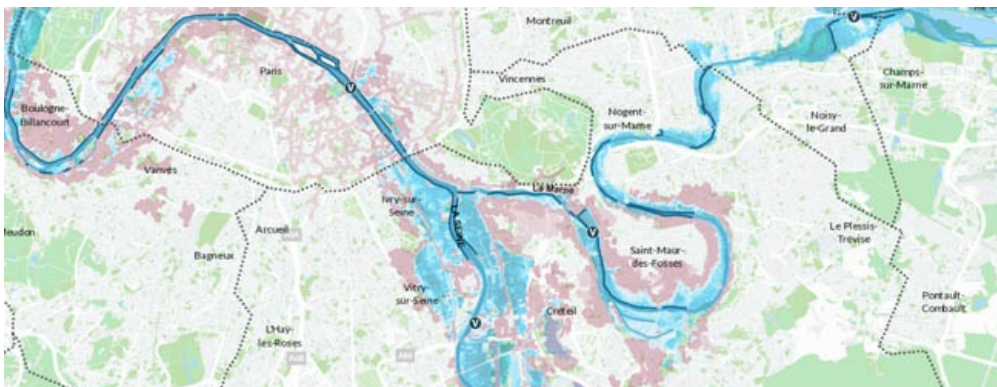 Montreuil
Paris
V
Vincennes
V
Champs-
sur-Marne
Boulogne-
Billancourt
Nogent-
sur-Marne
Noisy-
le-Grand
Vanves
Ivry-sur-
Seine
La Marne
LA SEINE
Meudon
Arcueil
Bagneux
V
Saint-Maur-
des-Fossés
Le Plessis-
Trévise
Vitry-
sur-Seine
Pontault-
Combault
L'Hay-
les-Roses
V
Créteil